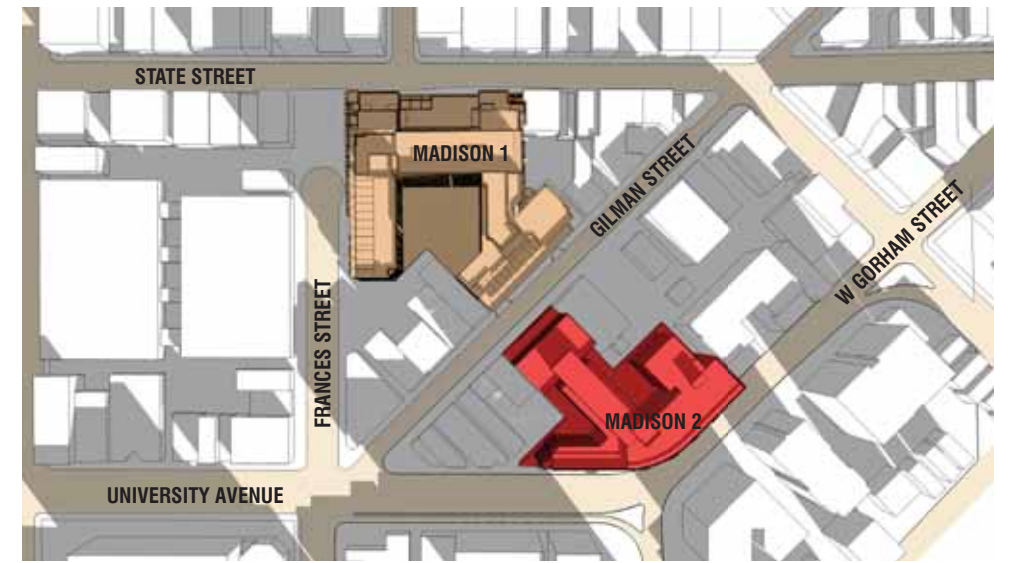 STATE STREET
MADISON 1
GILMAN STREET
W GORHAM STREET
FRANCES STREET
MADISON 2
UNIVERSITY AVENUE